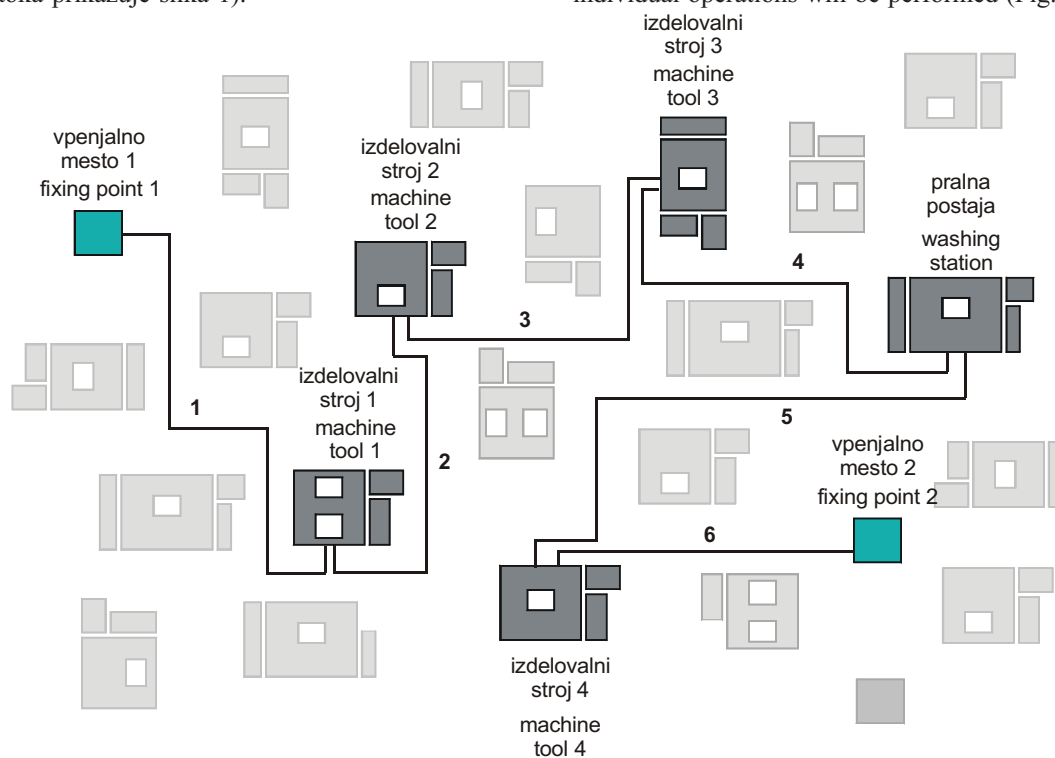 toka prikazuje slika 1).
individual operations will be performed (Fig.
izdelovalni
stroj 3
machine
tool 3
vpenjalno
mesto 1
fixing point 1
izdelovalni
stroj 2
machine
tool 2
pralna
postaja
washing
station
4
3
izdelovalni
stroj 1
machine
tool 1
1
2
5
vpenjalno
mesto 2
fixing point 2
6
izdelovalni
stroj 4
machine
tool 4